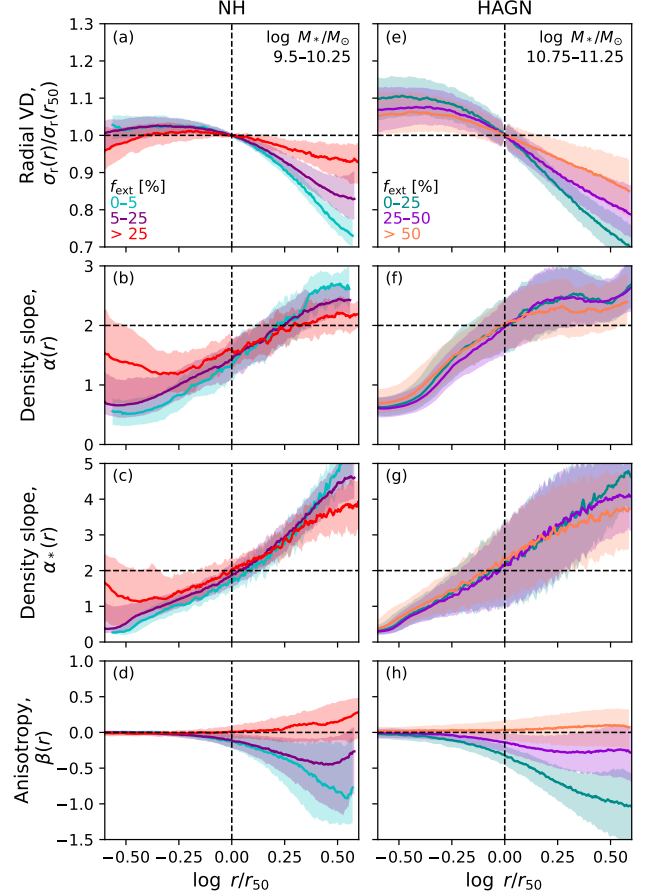 NH
HAGN
(a)
log M*/M⊙
9.5–10.25
(e)
log M*/M⊙
10.75–11.25
1.3
1.2
1.1
1.0
0.9
0.8
0.7
Radial VD,
σr(r)/σr(r50)
fext [%]
0–5
5–25
> 25
fext [%]
0–25
25–50
> 50
(b)
(f)
3
2
1
0
Density slope,
α(r)
(c)
(g)
5
4
3
2
1
0
Density slope,
α*(r)
(d)
(h)
1.0
0.5
0.0
−0.5
−1.0
−1.5
Anisotropy,
β(r)
−0.50 −0.25 0.00 0.25 0.50
−0.50 −0.25 0.00 0.25 0.50
log r/r50
log r/r50